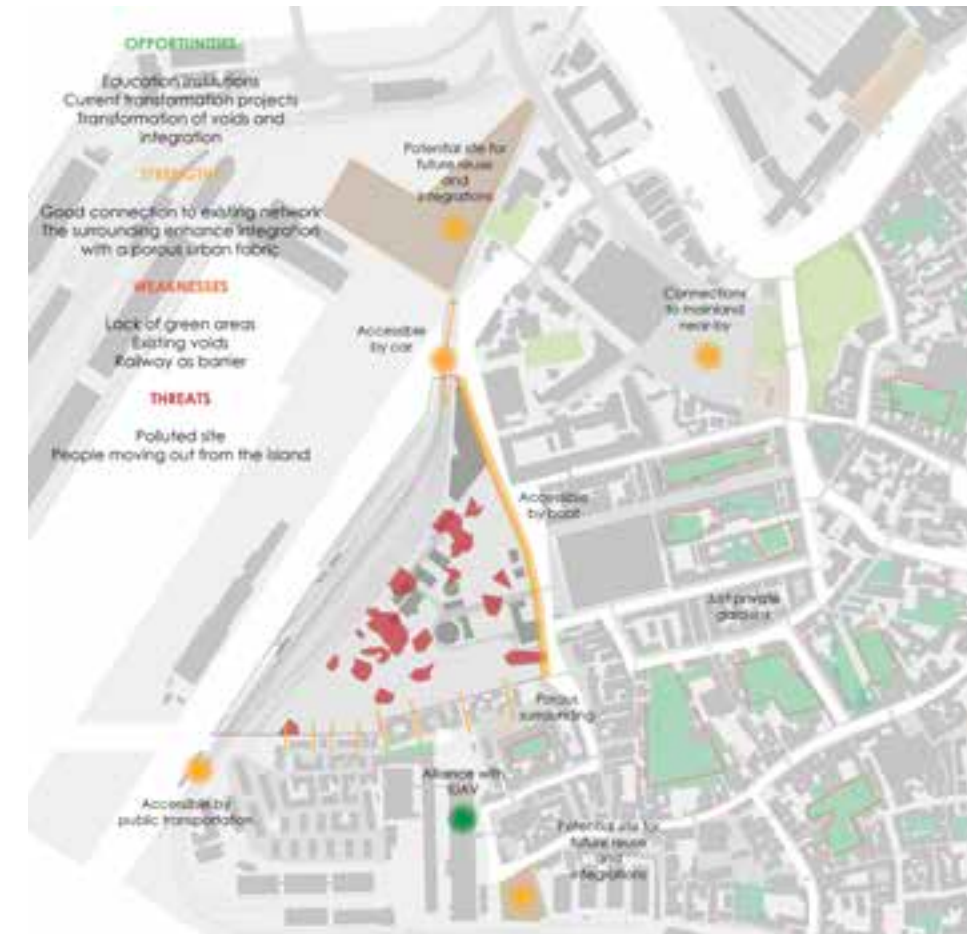 OPPORTUNITIES
Education institutions
Current transformation projects
Transformation of voids and
integration
STRENGHTS
Good connection to existing network
The surrounding enhance integration
with a porous urban fabric
WEAKNESSES
Lack of green areas
Existing voids
Railway as barrier
THREATS
Polluted site
People moving out from the island
Potential site for
future reuse
and
integrations
Connections
to mainland
near-by
Accessible
by car
Accessible
by boat
Just private
gardens
Porous
surrounding
Alliance with
IUAV
Accessible by
public transportation
Potential site for
future reuse
and
integrations